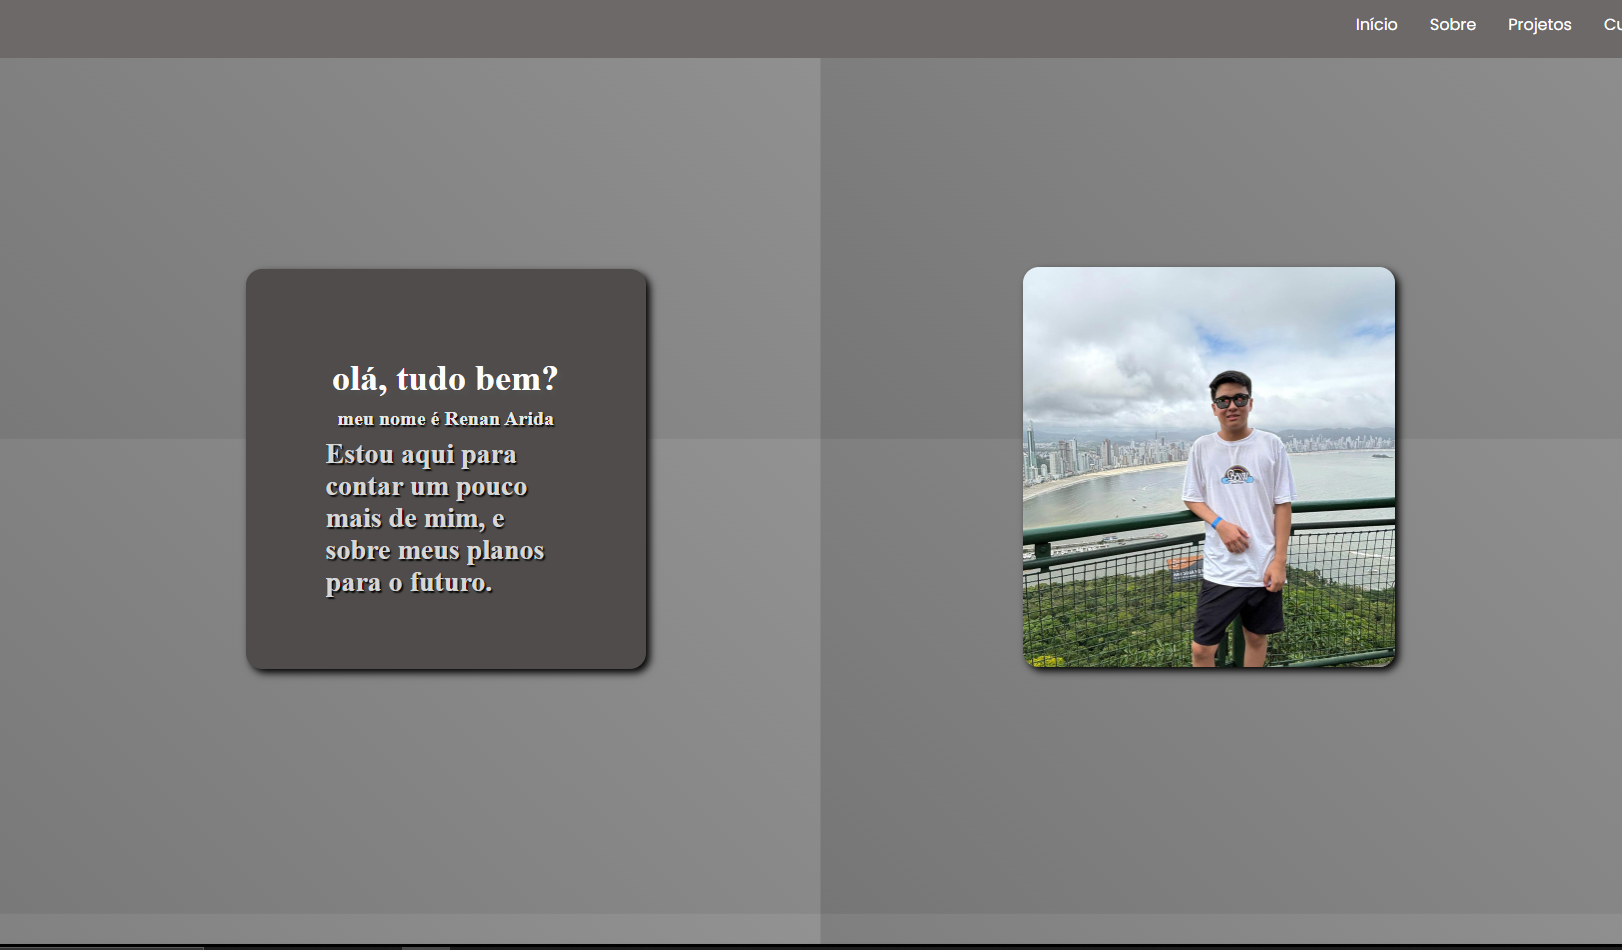 Início Sobre Projetos Cu
olá, tudo bem?
meu nome é Renan Arida
Estou aqui para
contar um pouco
mais de mim, e
sobre meus planos
para o futuro.